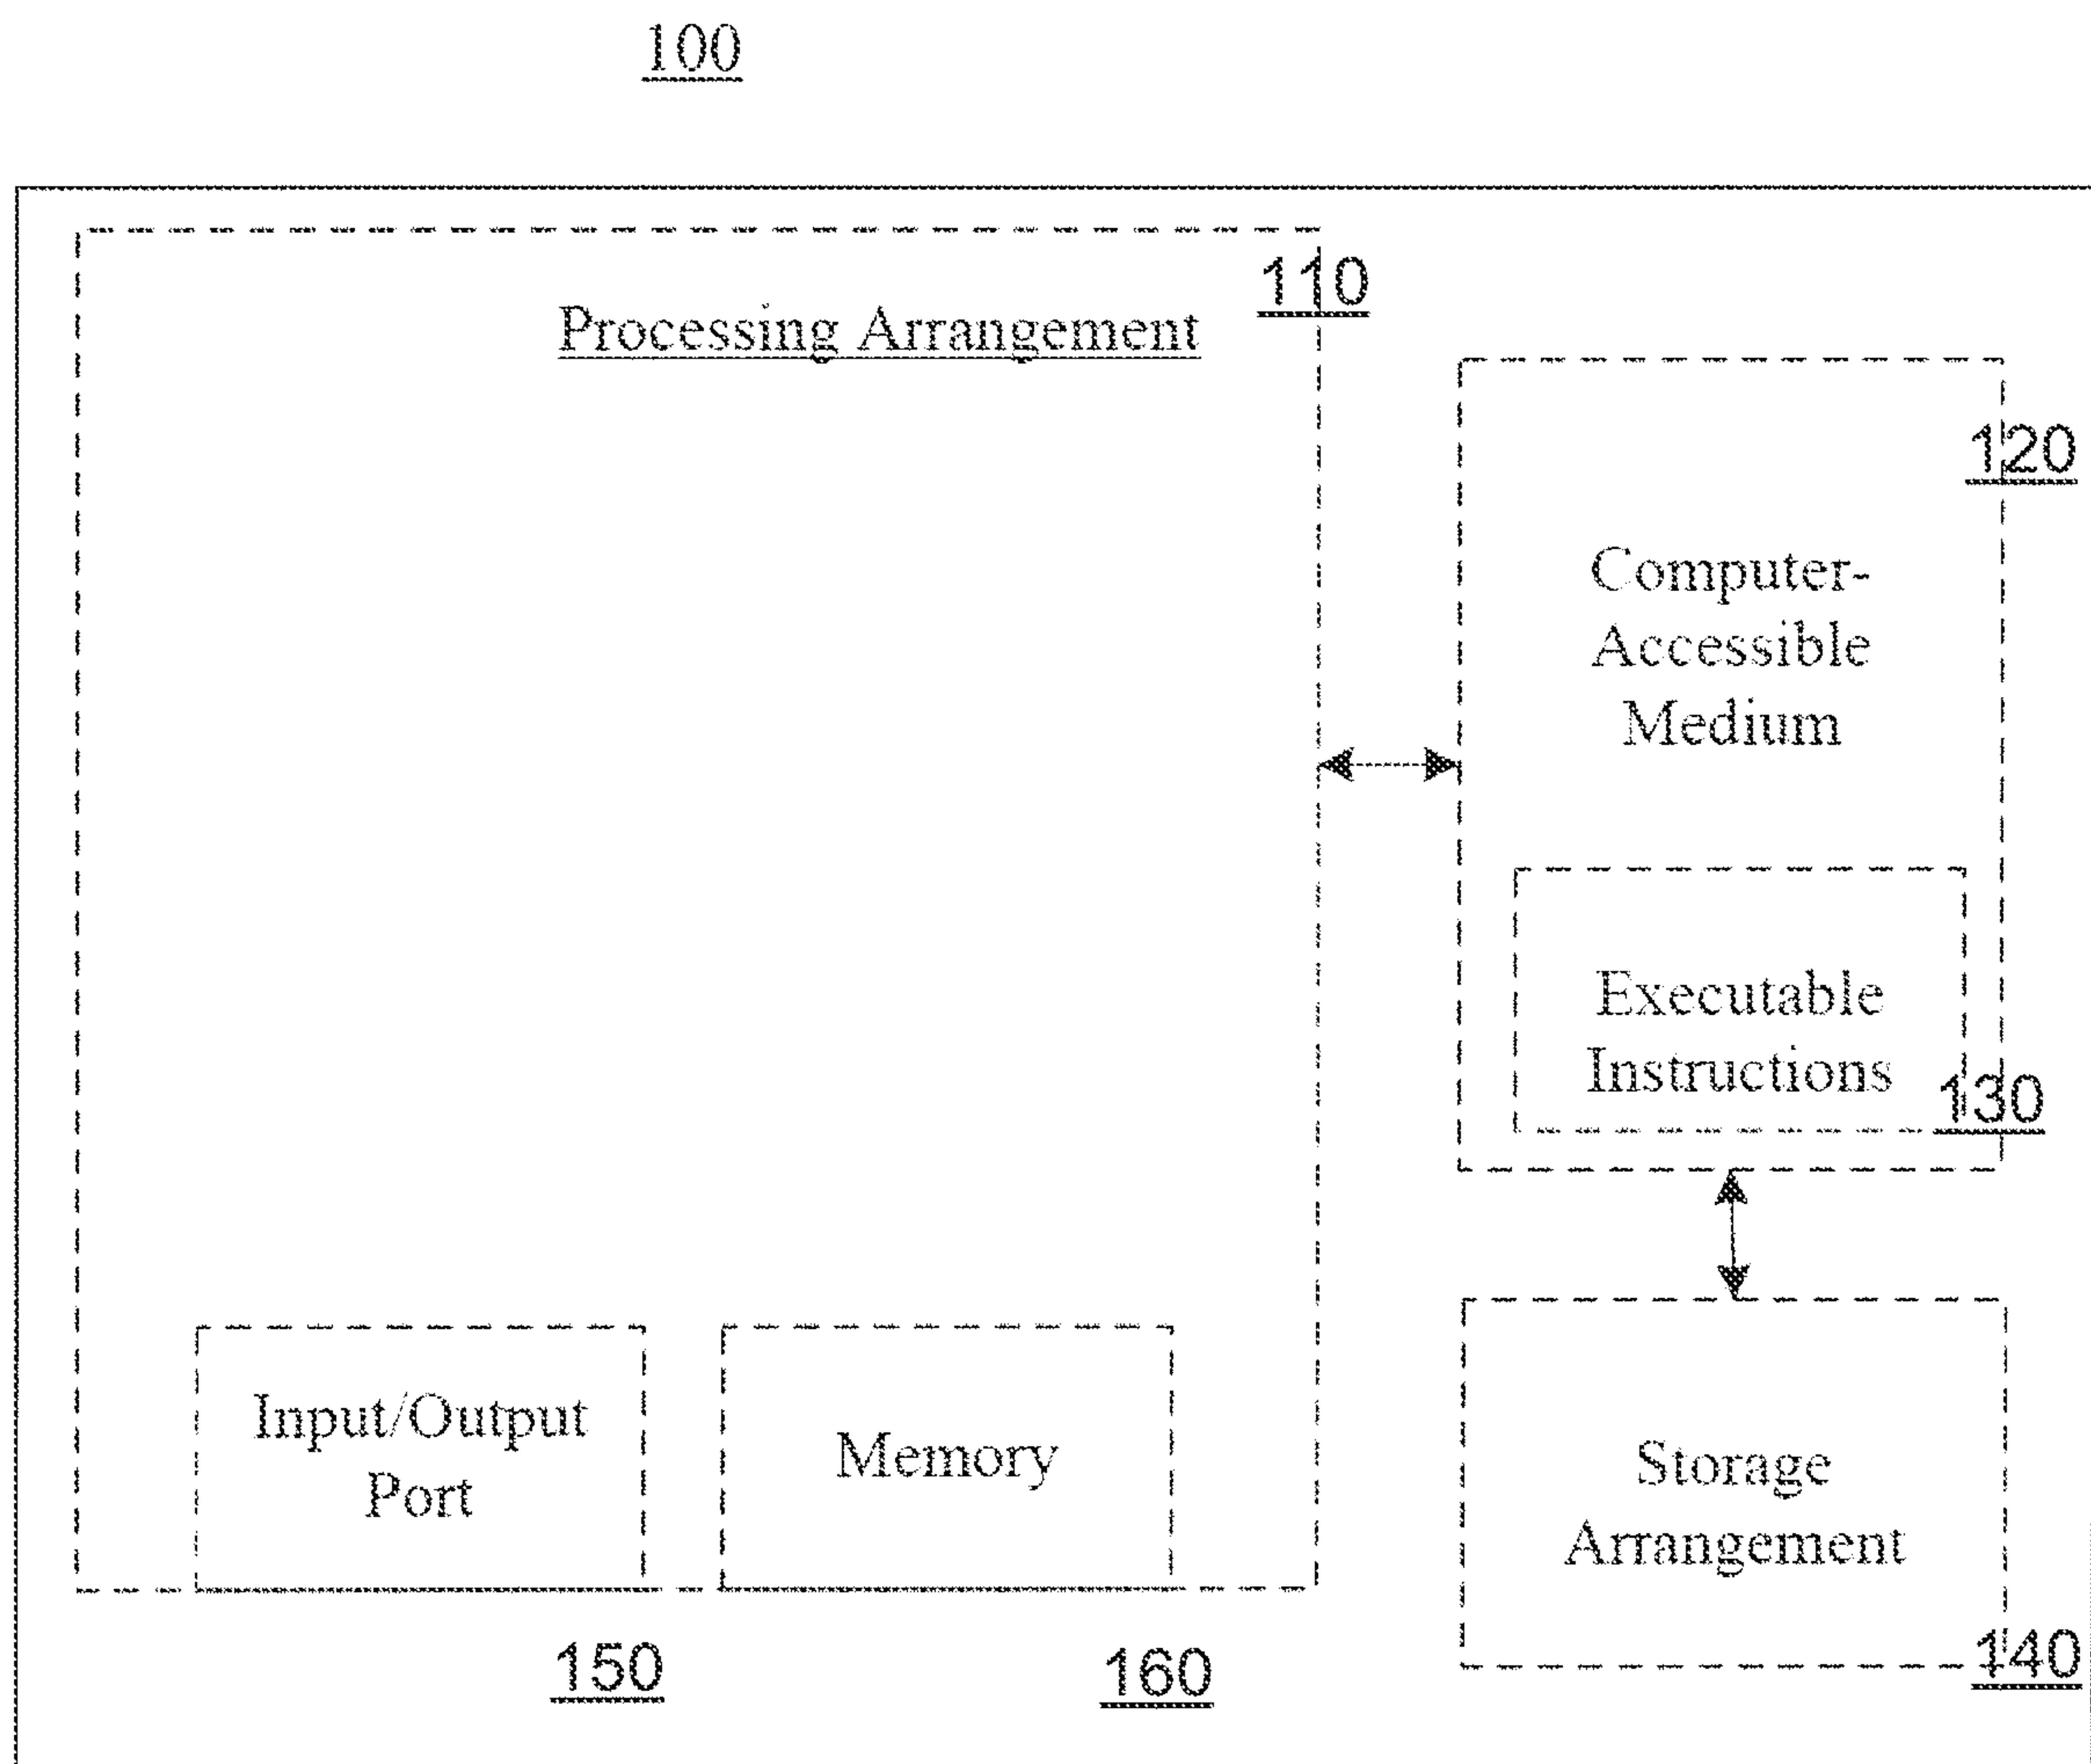 100
110
Processing Arrangement
120
Computer-
Accessible
Medium
Executable
Instructions
130
Input/Output
Port
Memory
Storage
Arrangement
140
150
160